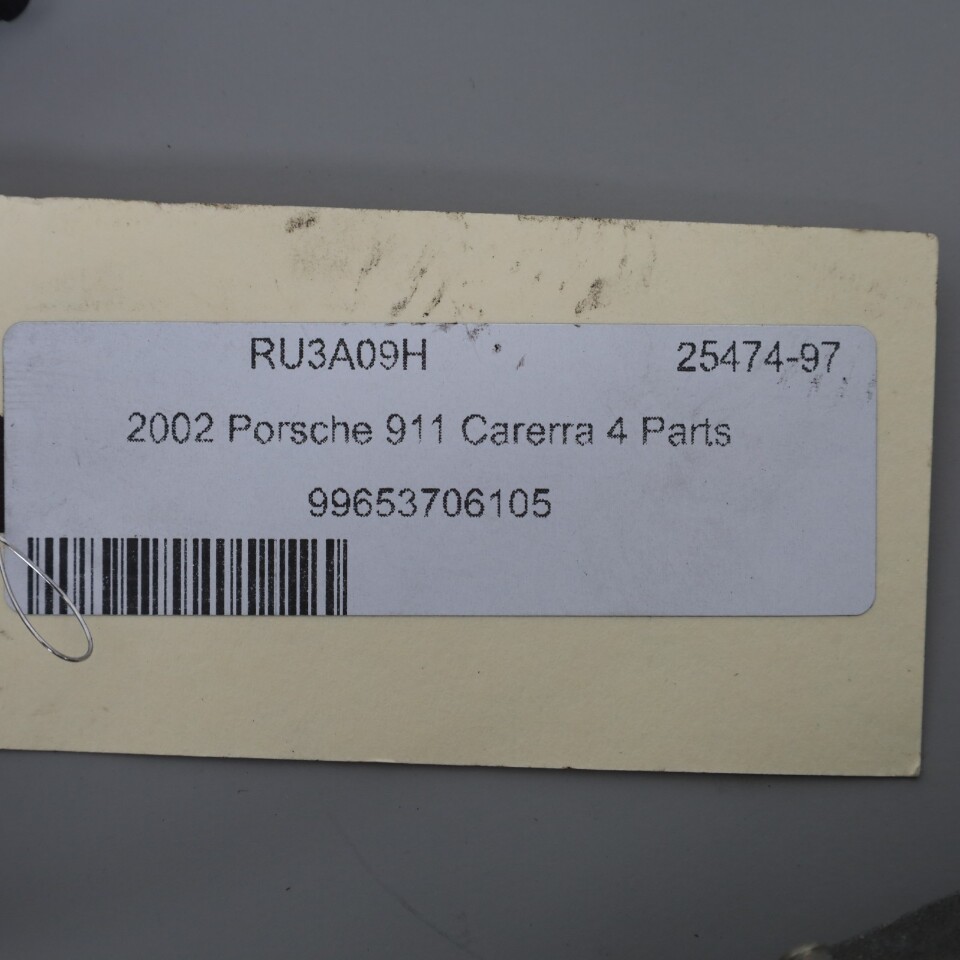 RU3A09H 25474-97
2002 Porsche 911 Carerra 4 Parts
99653706105